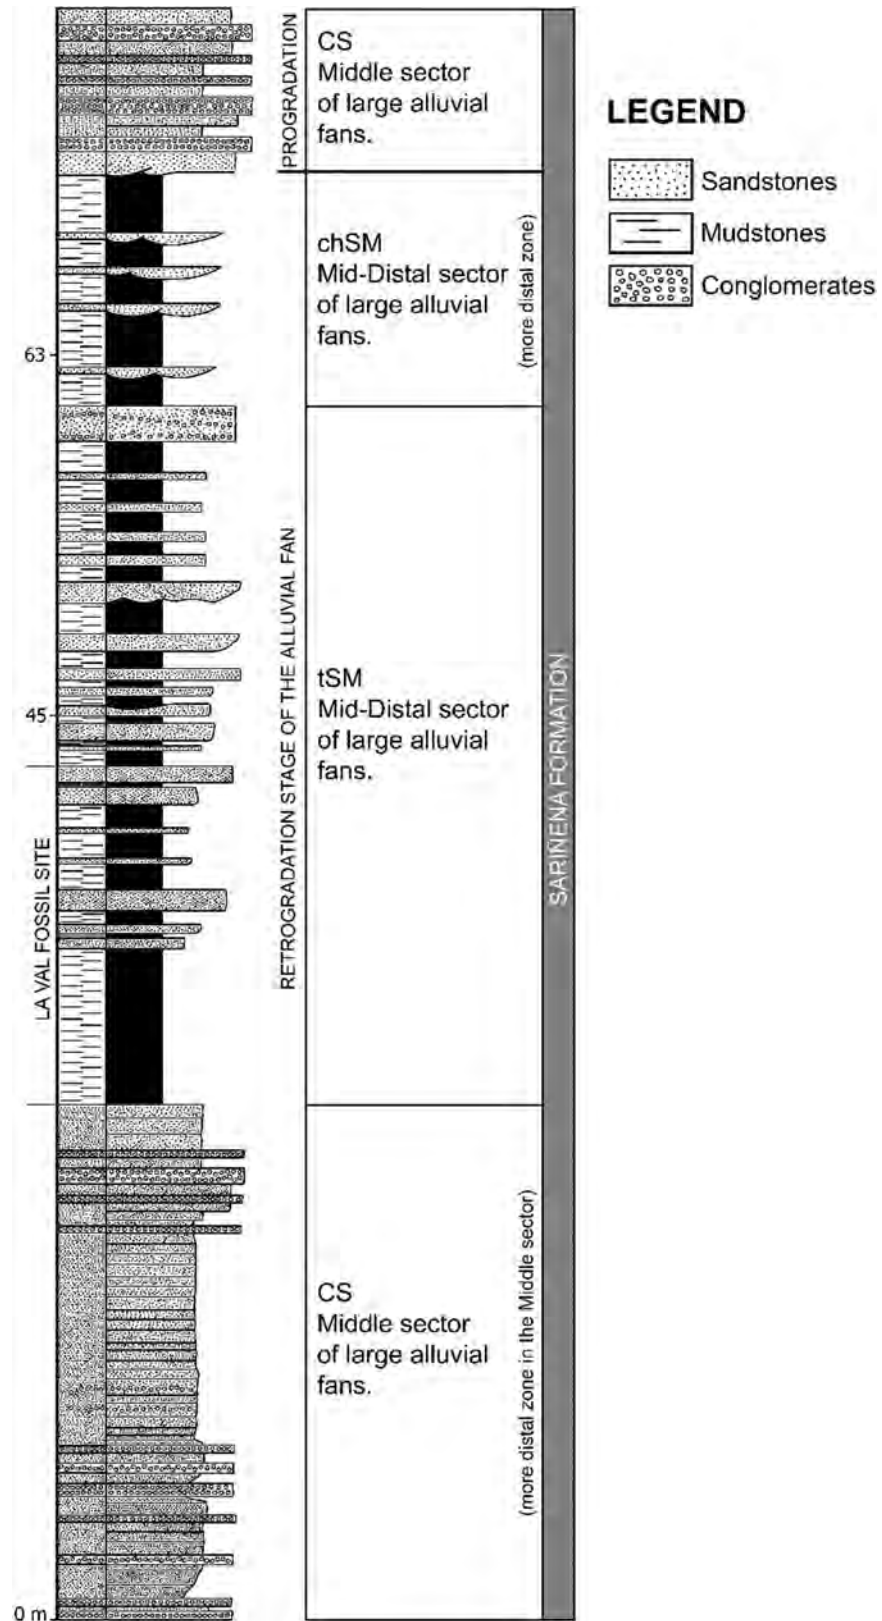 PROGRADATION
CS
Middle sector
of large alluvial
fans.
LEGEND
Sandstones
Mudstones
Conglomerates
chSM
Mid-Distal sector
of large alluvial
fans.
(more distal zone)
63
RETROGRADATION STAGE OF THE ALLUVIAL FAN
tSM
Mid-Distal sector
of large alluvial
fans.
45
LA VAL FOSSIL SITE
SARIÑENA FORMATION
CS
Middle sector
of large alluvial
fans.
(more distal zone in the Middle sector)
0 m